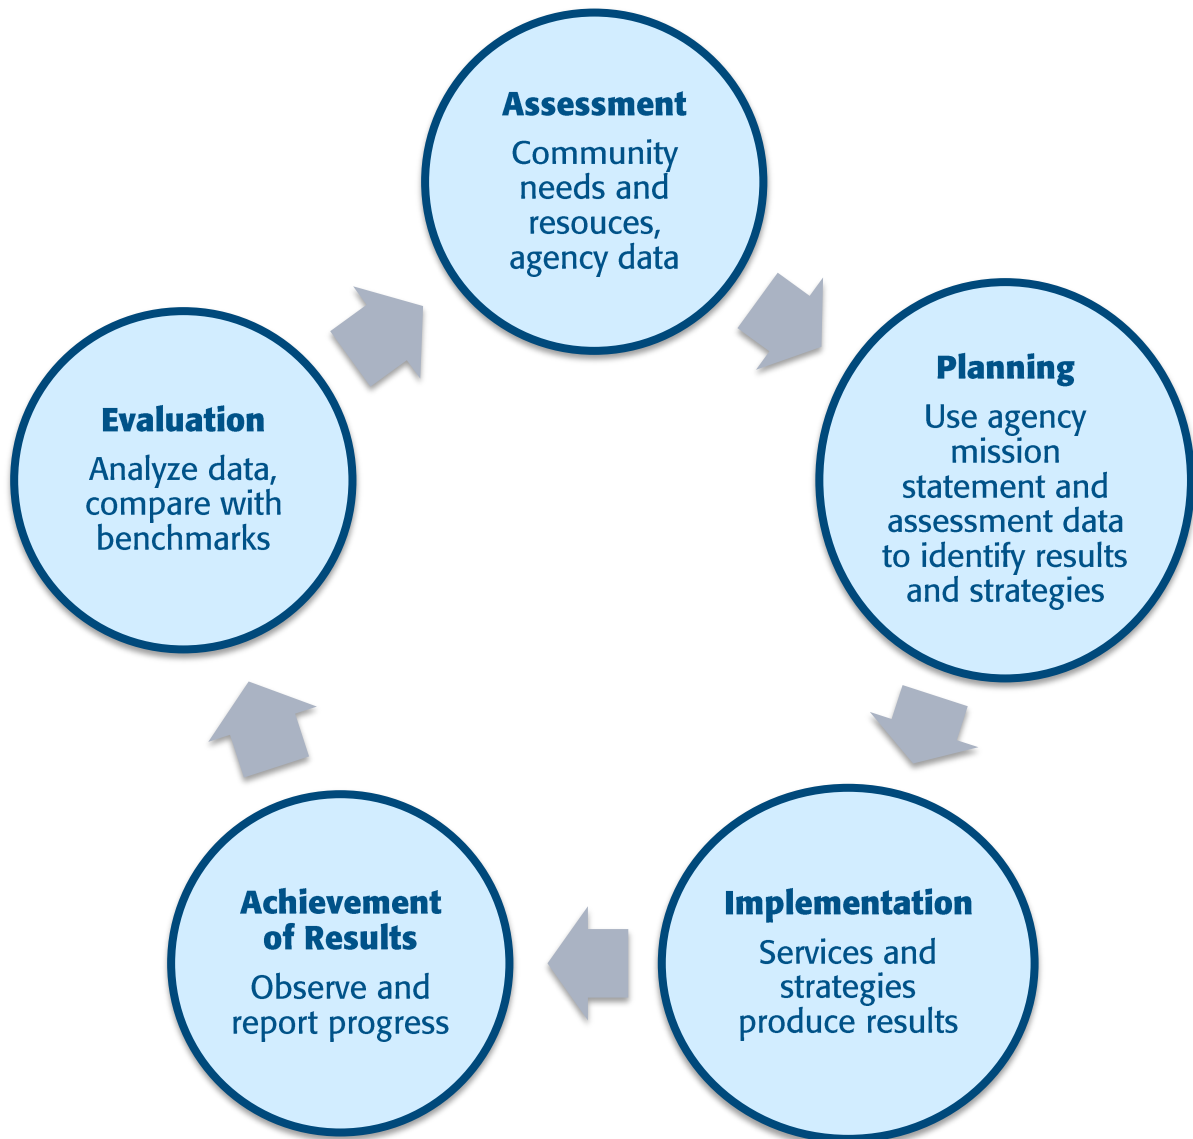 Assessment
Community
needs and
resouces,
agency data
Planning
Use agency
mission
statement and
assessment data
to identify results
and strategies
Implementation
Services and
strategies
produce results
Achievement
of Results
Observe and
report progress
Evaluation
Analyze data,
compare with
benchmarks